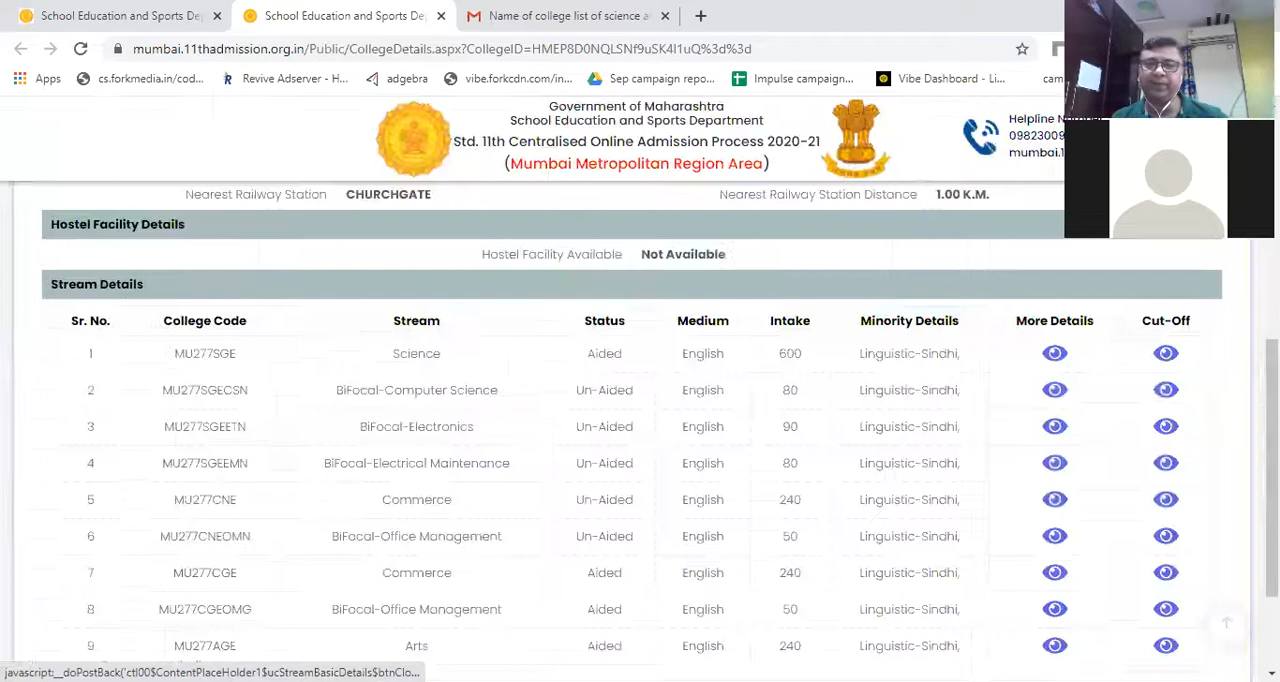 School Education and Sports De
School Education and Sports De
Name of college list of science a
mumbai.11thadmission.org.in/Public/CollegeDetails.aspx?CollegeID=HMEP8D0NQLSNf9uSK4I1uQ%3d%3d
Apps
cs.forkmedia.in/cod...
Revive Adserver - H...
adgebra
vibe.forkcdn.com/in...
Sep campaign repo...
Impulse campaign...
Vibe Dashboard - Li...
cam
Government of Maharashtra
School Education and Sports Department
Std. 11th Centralised Online Admission Process 2020-21
(Mumbai Metropolitan Region Area)
Helpline Number
09823009
mumbai.1
Nearest Railway Station CHURCHGATE Nearest Railway Station Distance 1.00 K.M.
Hostel Facility Details
Hostel Facility Available Not Available
Stream Details
Sr. No. College Code Stream Status Medium Intake Minority Details More Details Cut-Off
1 MU277SGE Science Aided English 600 Linguistic-Sindhi,
2 MU277SGECSN BiFocal-Computer Science Un-Aided English 80 Linguistic-Sindhi,
3 MU277SGEETN BiFocal-Electronics Un-Aided English 90 Linguistic-Sindhi,
4 MU277SGEEMN BiFocal-Electrical Maintenance Un-Aided English 80 Linguistic-Sindhi,
5 MU277CNE Commerce Un-Aided English 240 Linguistic-Sindhi,
6 MU277CNEOMN BiFocal-Office Management Un-Aided English 50 Linguistic-Sindhi,
7 MU277CGE Commerce Aided English 240 Linguistic-Sindhi,
8 MU277CGEOMG BiFocal-Office Management Aided English 50 Linguistic-Sindhi,
9 MU277AGE Arts Aided English 240 Linguistic-Sindhi,
javascript:__doPostBack('ctl00$ContentPlaceHolder1$ucStreamBasicDetails$btnClo...